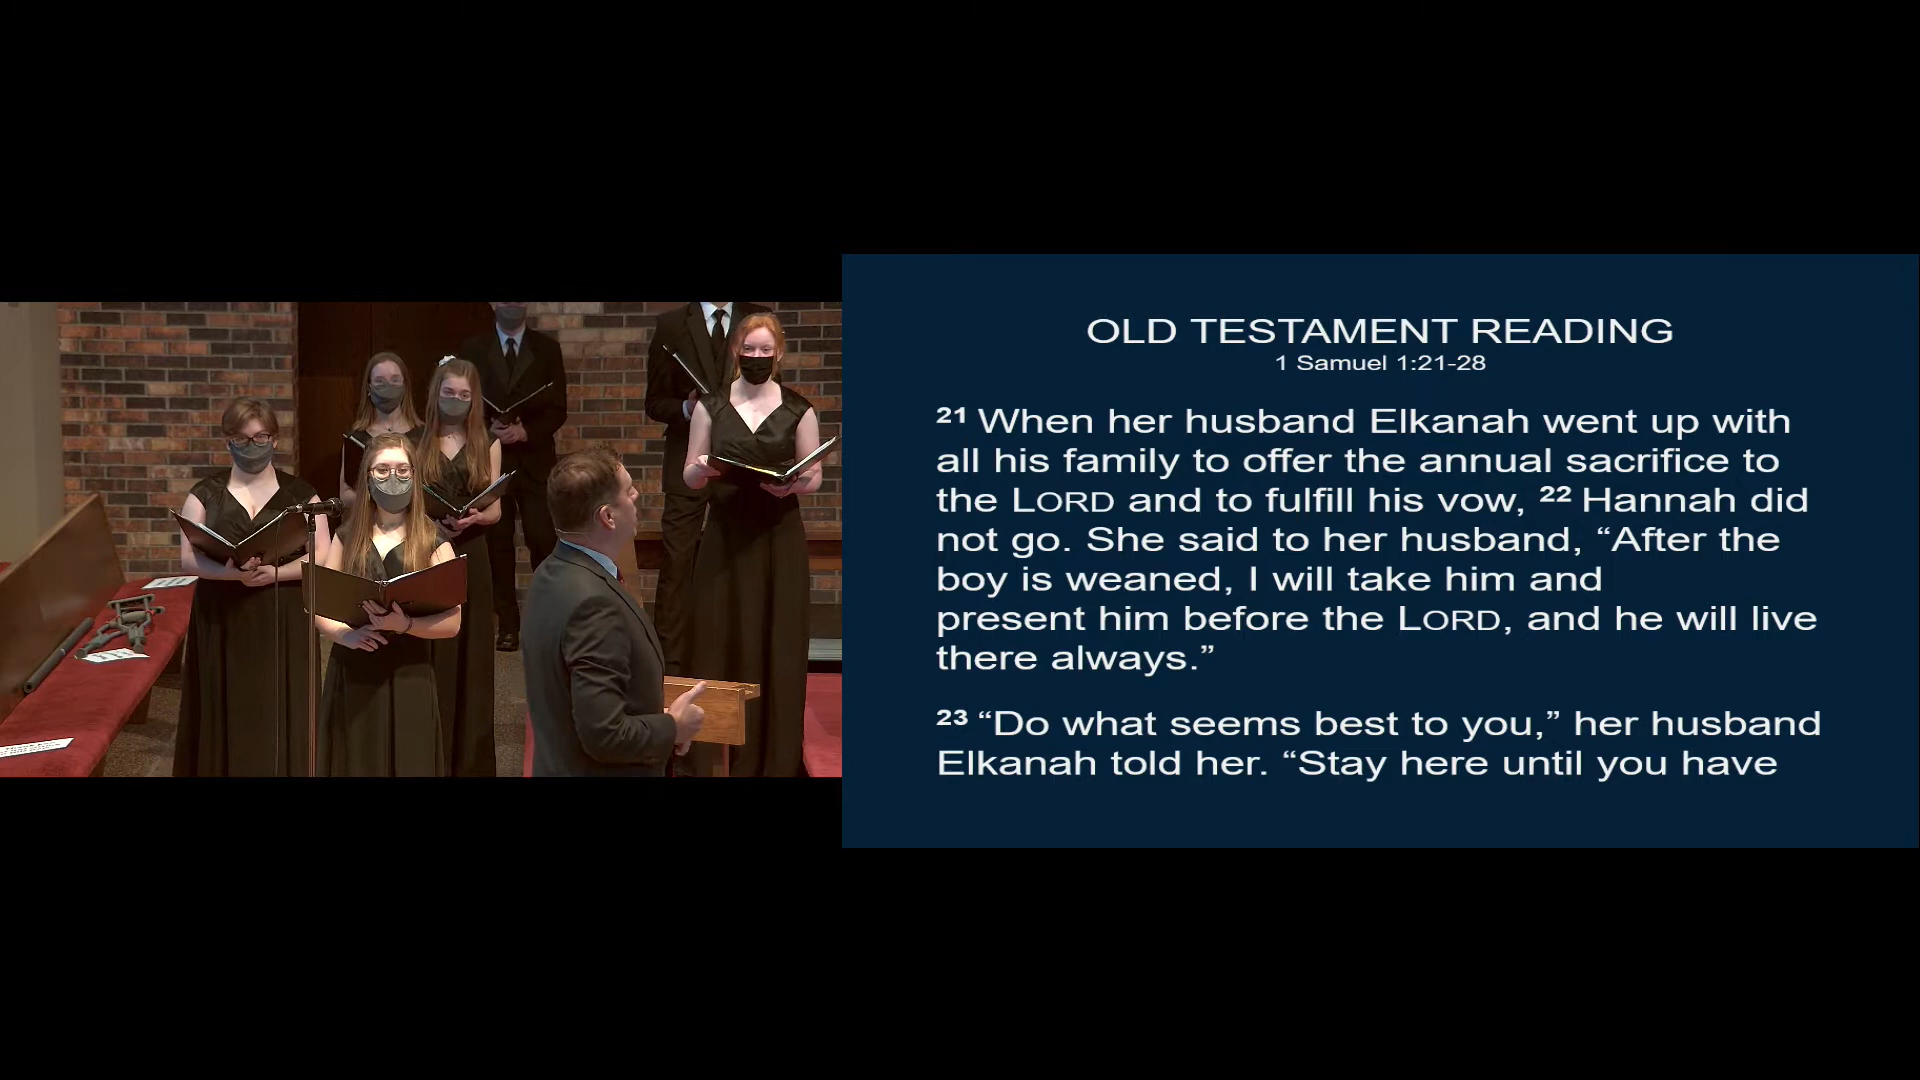 OLD TESTAMENT READING
1 Samuel 1:21-28
21 When her husband Elkanah went up with
all his family to offer the annual sacrifice to
the LORD and to fulfill his vow, 22 Hannah did
not go. She said to her husband, “After the
boy is weaned, I will take him and
present him before the LORD, and he will live
there always.”
23 “Do what seems best to you,” her husband
Elkanah told her. “Stay here until you have